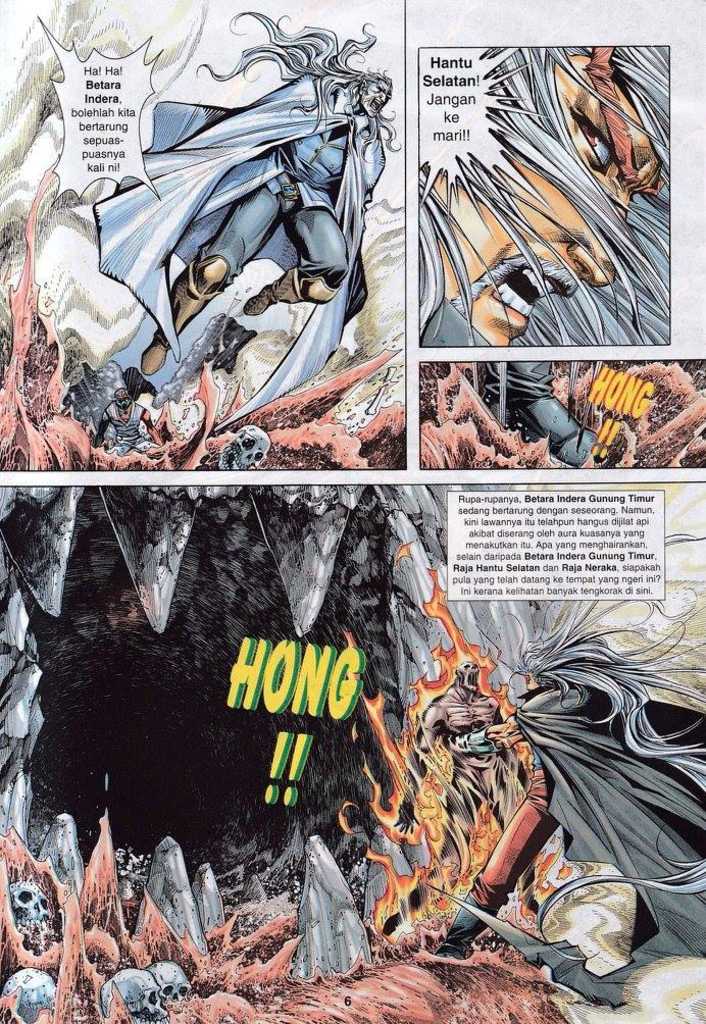 Ha! Ha!
Betara
Indera,
bolehlah kita
bertarung
sepuas-
puasnya
kali ni!
Hantu
Selatan!
Jangan
ke
mari!!
HONG
!!
Rupa-rupanya, Betara Indera Gunung Timur
sedang bertarung dengan seseorang. Namun,
kini lawannya itu telahpun hangus dijilat api
akibat diserang oleh aura kuasanya yang
menakutkan itu. Apa yang menghairankan,
selain daripada Betara Indera Gunung Timur,
Raja Hantu Selatan dan Raja Neraka, siapakah
pula yang telah datang ke tempat yang ngeri ini?
Ini kerana kelihatan banyak tengkorak di sini.
HONG
!!
6